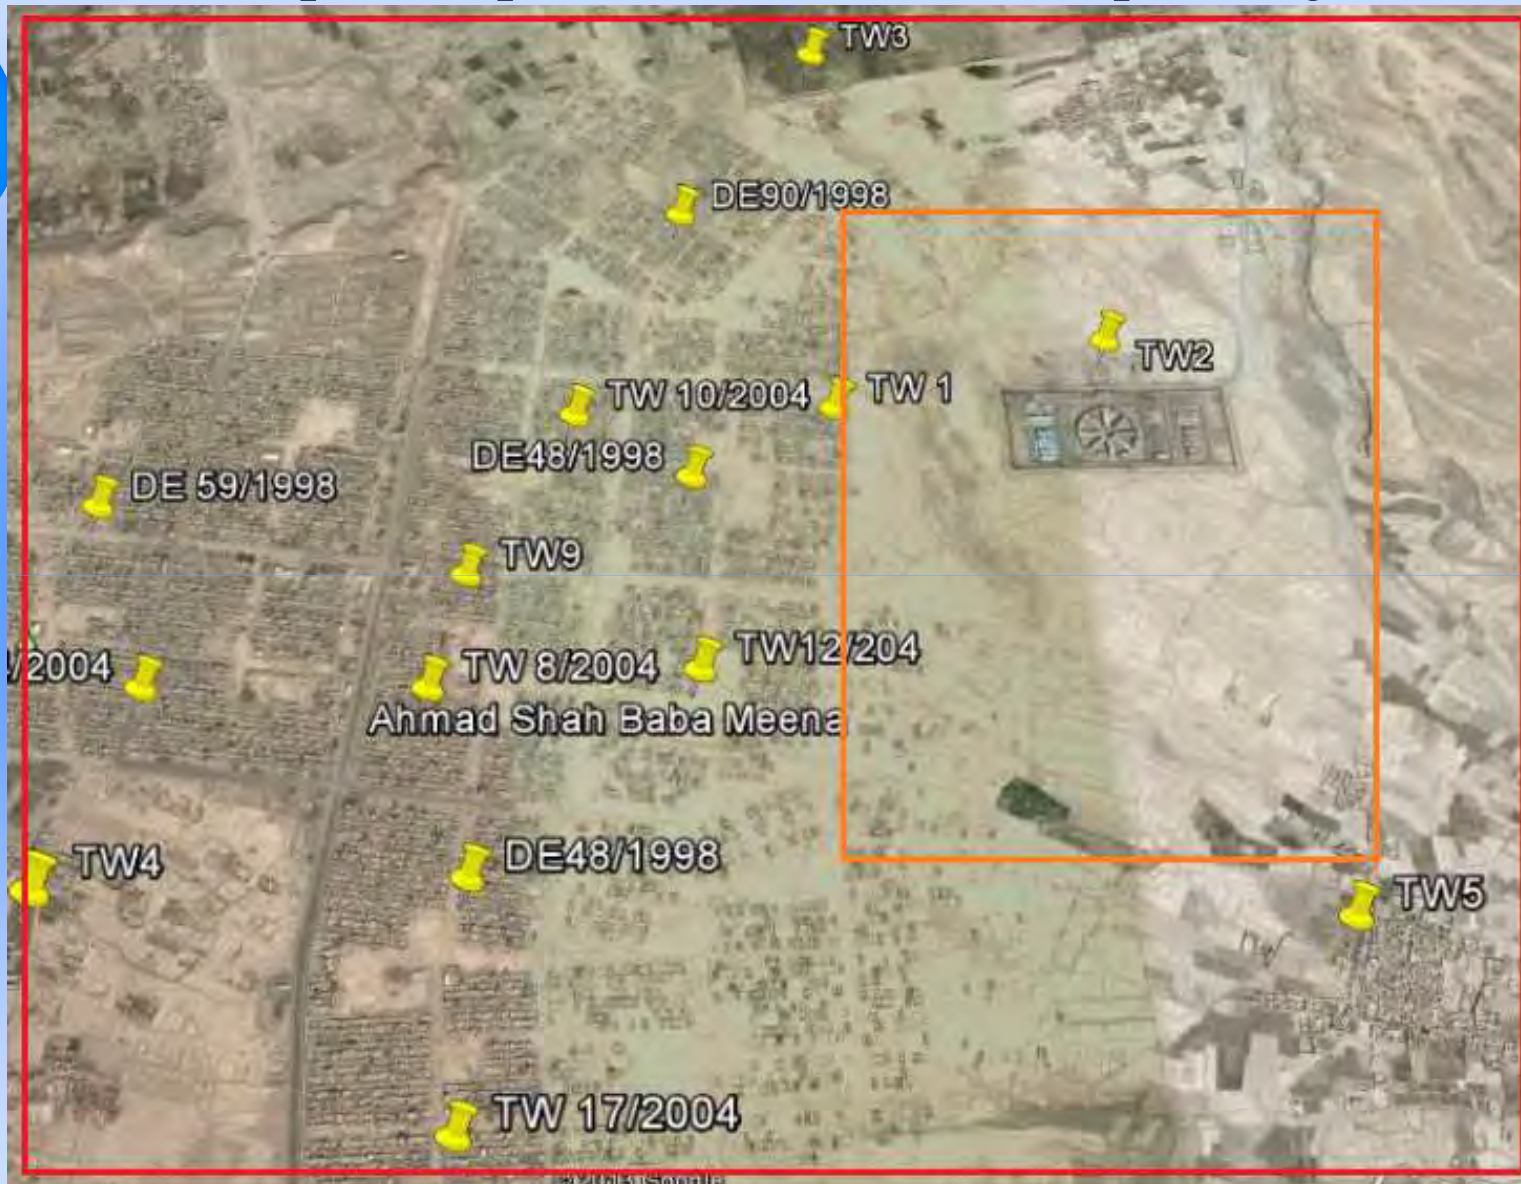 TW3
DE90/1998
TW2
TW 1
TW 10/2004
DE48/1998
DE 59/1998
TW9
TW12/204
/2004
TW 8/2004
Ahmad Shah Baba Meena
DE48/1998
TW4
TW5
TW 17/2004